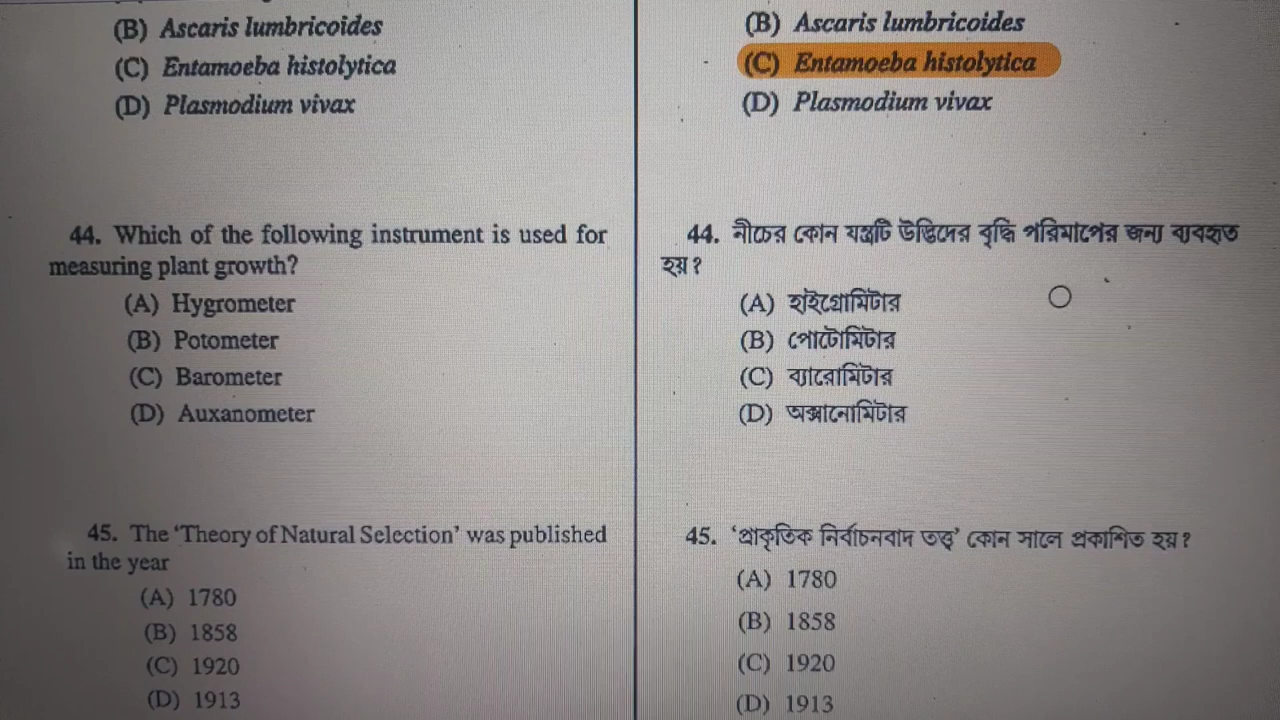 (B) Ascaris lumbricoides
(C) Entamoeba histolytica
(D) Plasmodium vivax
44. Which of the following instrument is used for
measuring plant growth?
(A) Hygrometer
(B) Potometer
(C) Barometer
(D) Auxanometer
45. The ‘Theory of Natural Selection’ was published
in the year
(A) 1780
(B) 1858
(C) 1920
(D) 1913
(B) Ascaris lumbricoides
(C) Entamoeba histolytica
(D) Plasmodium vivax
44. নীচের কোন যন্ত্রটি উদ্ভিদের বৃদ্ধি পরিমাপের জন্য ব্যবহৃত
হয়?
(A) হাইগ্রোমিটার
(B) পোটোমিটার
(C) ব্যারোমিটার
(D) অক্সানোমিটার
45. ‘প্রাকৃতিক নির্বাচনবাদ তত্ত্ব’ কোন সালে প্রকাশিত হয়?
(A) 1780
(B) 1858
(C) 1920
(D) 1913